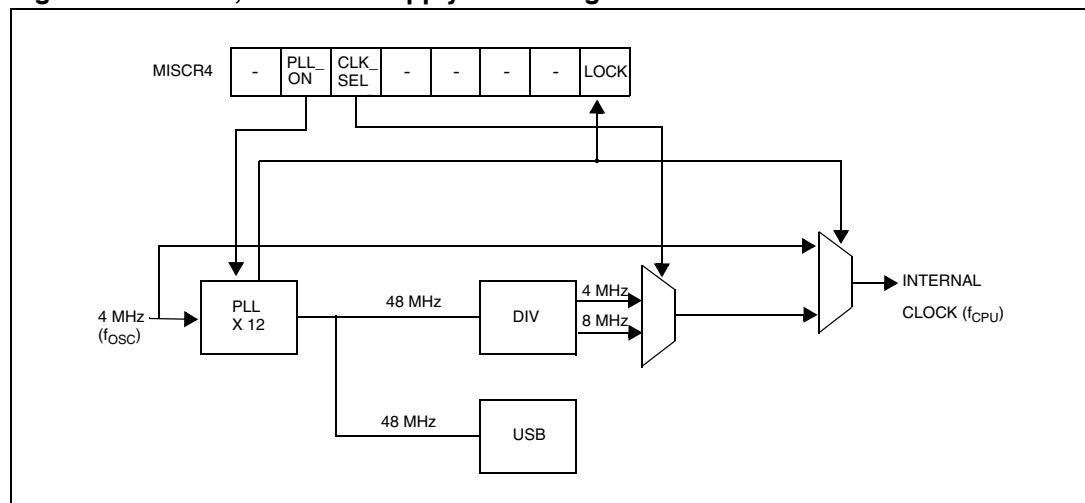 MISCR4
-
PLL_
ON
CLK_
SEL
-
-
-
-
LOCK
4 MHz
(fOSC)
PLL
X 12
48 MHz
DIV
4 MHz
8 MHz
INTERNAL
CLOCK (fCPU)
48 MHz
USB